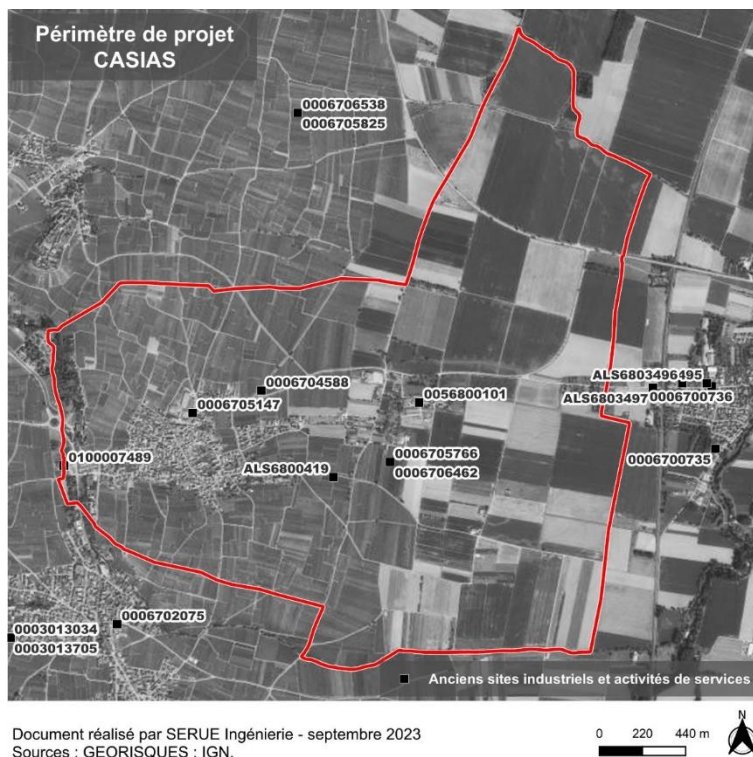 Périmètre de projet
CASIAS
0006706538
0006705825
0006704588
0006705147
0056800101
ALS6803496495
ALS6803497
0006700736
0100007489
ALS6800419
0006705766
0006706462
0006700735
0006702075
0003013034
0003013705
Anciens sites industriels et activités de services
Document réalisé par SERUE Ingénierie - septembre 2023
Sources : GEORISQUES ; IGN.
0 220 440 m
N